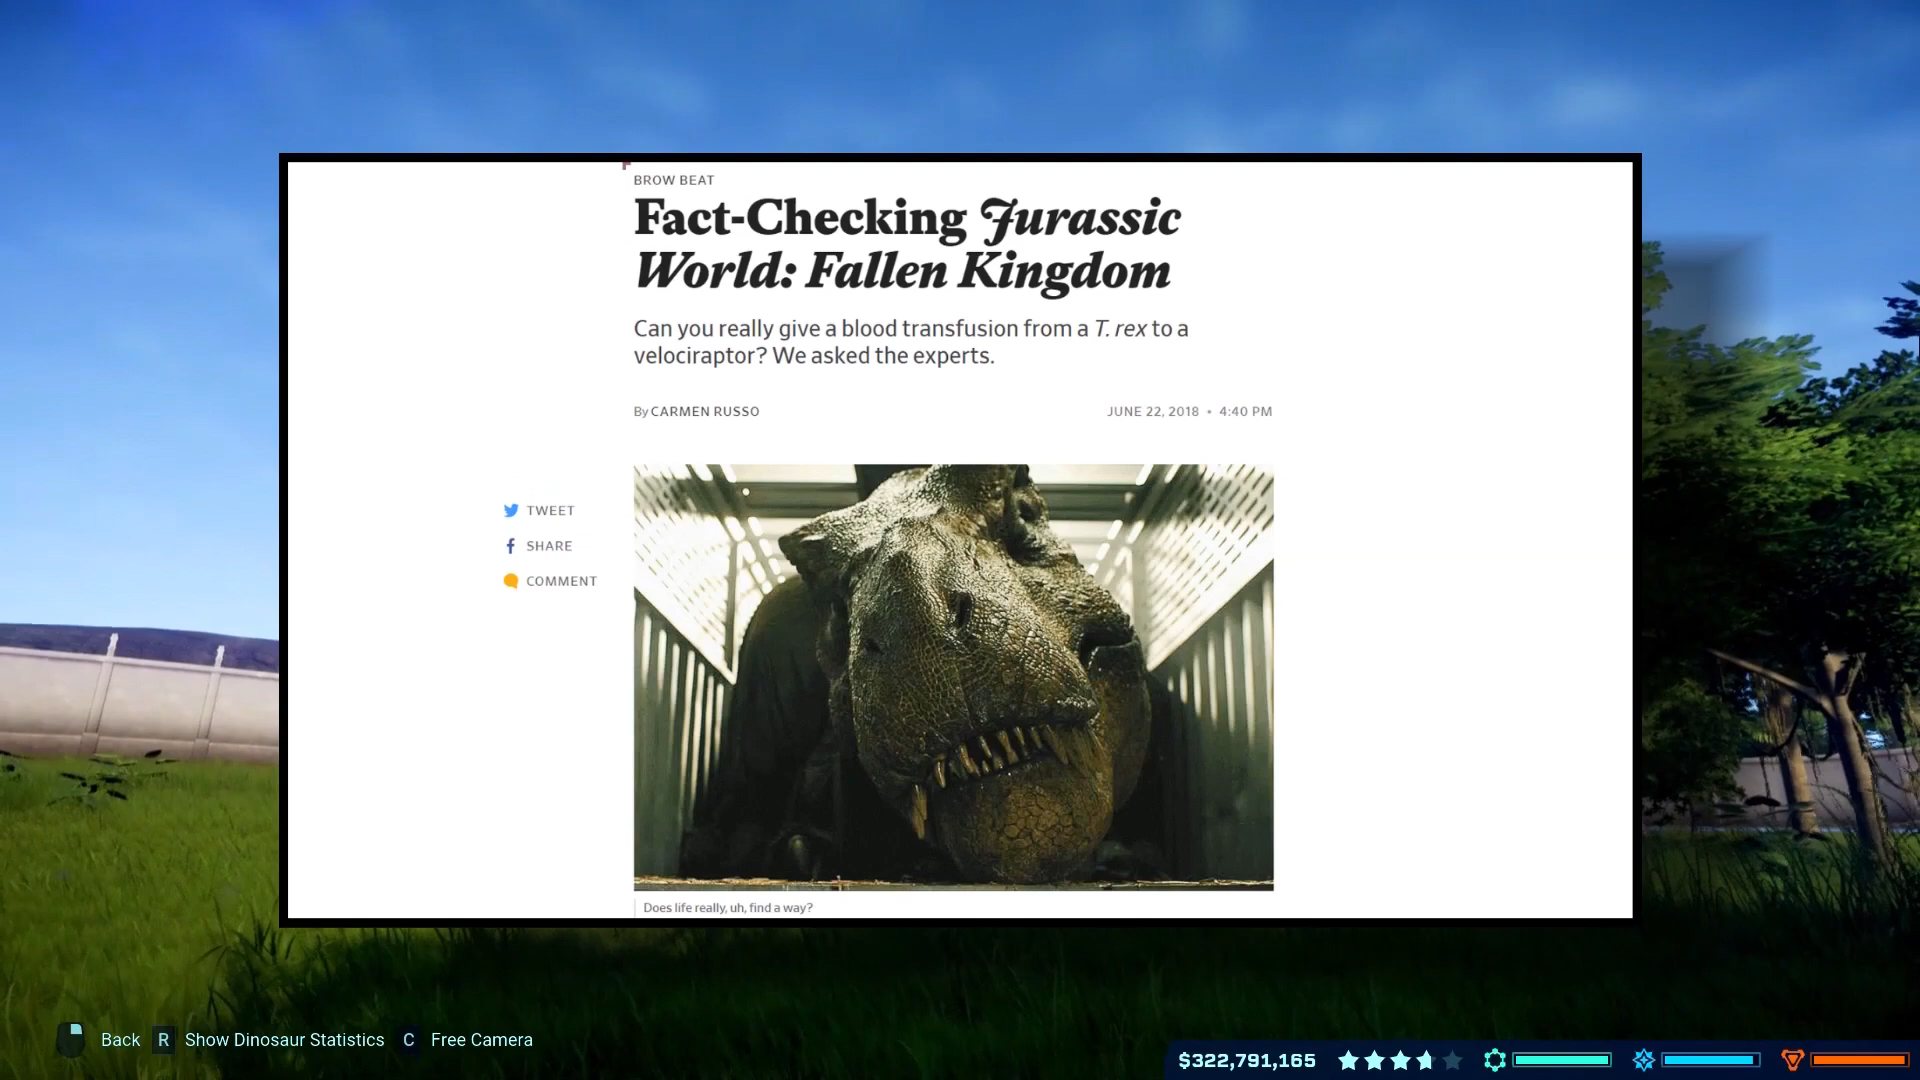 BROW BEAT
Fact-Checking Jurassic
World: Fallen Kingdom
Can you really give a blood transfusion from a T. rex to a
velociraptor? We asked the experts.
By CARMEN RUSSO
JUNE 22, 2018 • 4:40 PM
TWEET
SHARE
COMMENT
Does life really, uh, find a way?
Back R Show Dinosaur Statistics C Free Camera
$322,791,165